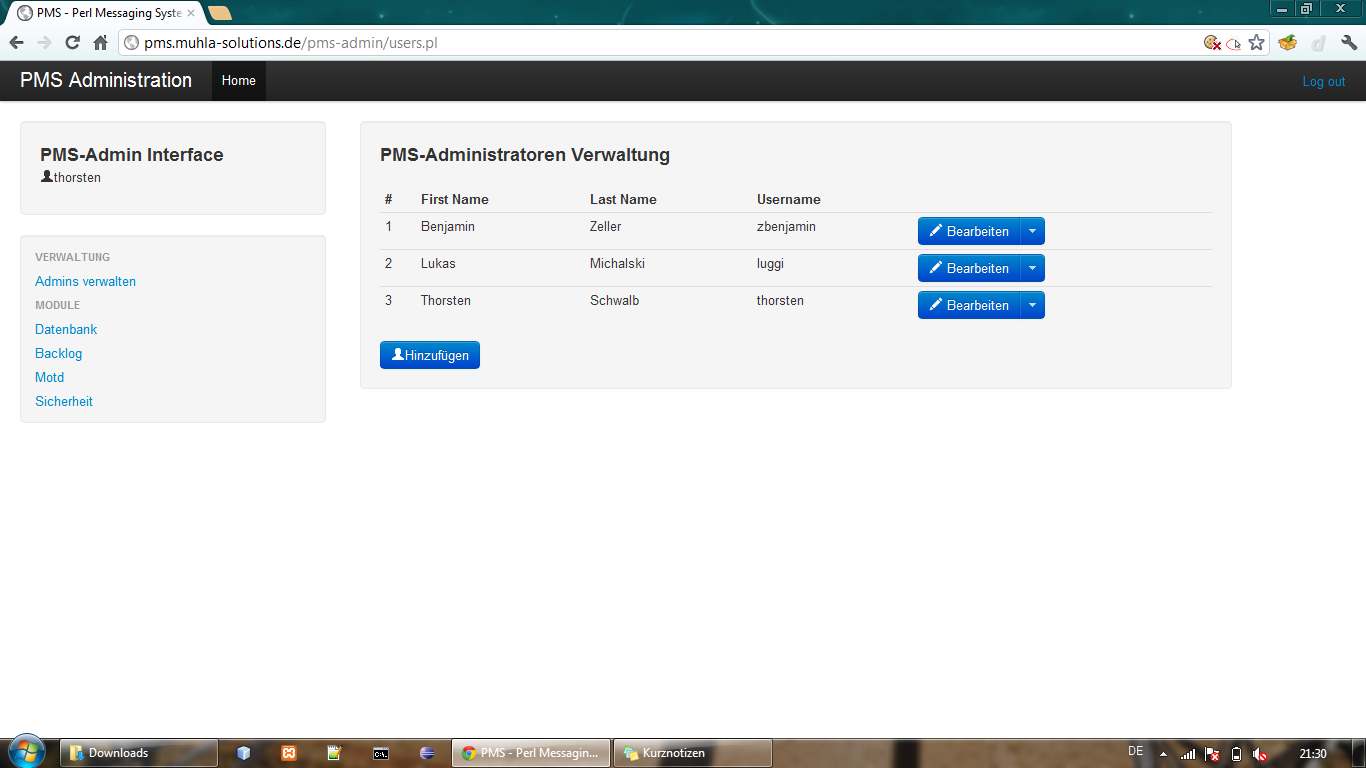 PMS - Perl Messaging Syste
pms.muhla-solutions.de/pms-admin/users.pl
PMS Administration Home Log out
PMS-Admin Interface
thorsten
VERWALTUNG
Admins verwalten
MODULE
Datenbank
Backlog
Motd
Sicherheit
PMS-Administratoren Verwaltung
# First Name Last Name Username
1 Benjamin Zeller zbenjamin Bearbeiten
2 Lukas Michalski luggi Bearbeiten
3 Thorsten Schwalb thorsten Bearbeiten
Hinzufügen
Downloads PMS - Perl Messagin... Kurznotizen DE 21:30